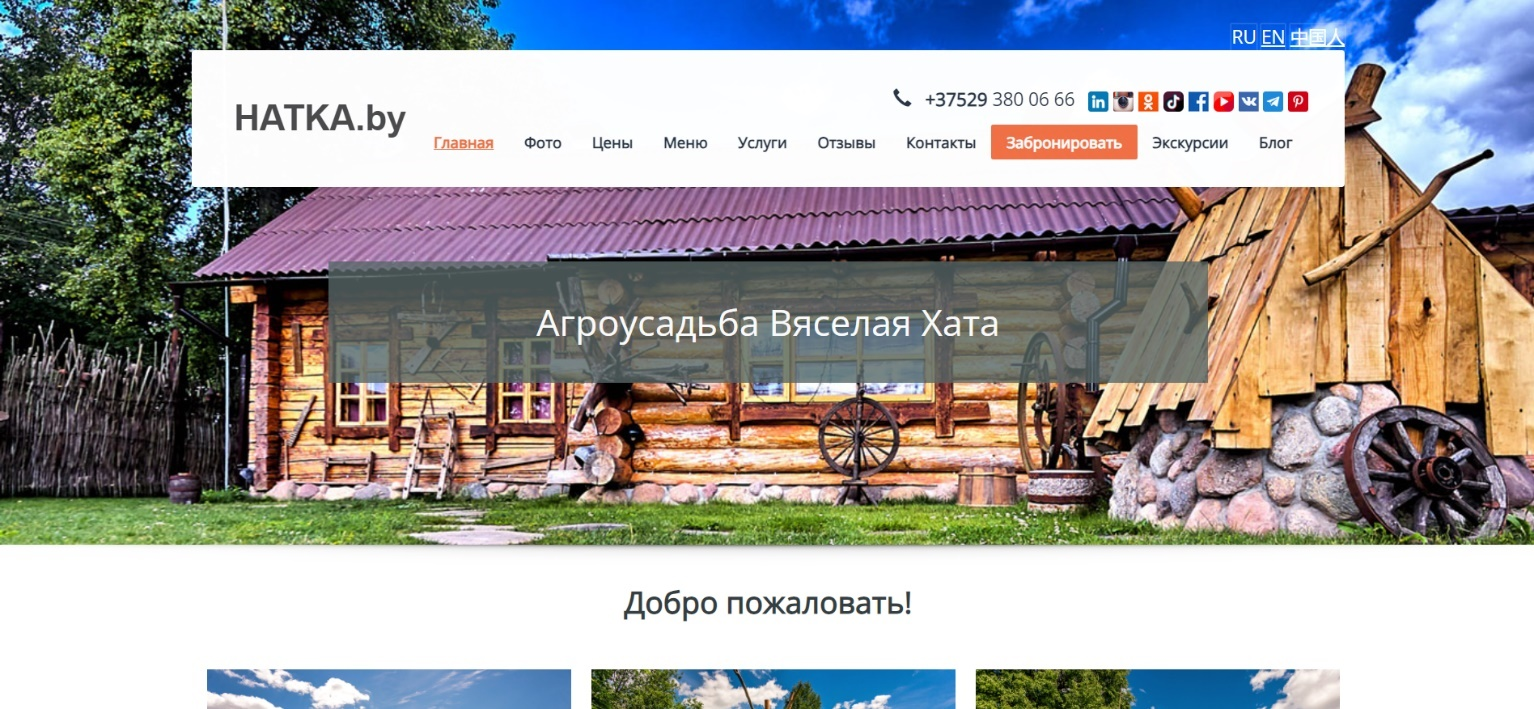 RU EN 中国人
+37529 380 06 66
HATKA.by
Главная Фото Цены Меню Услуги Отзывы Контакты Забронировать Экскурсии Блог
Агроусадьба Вяселая Хата
Добро пожаловать!